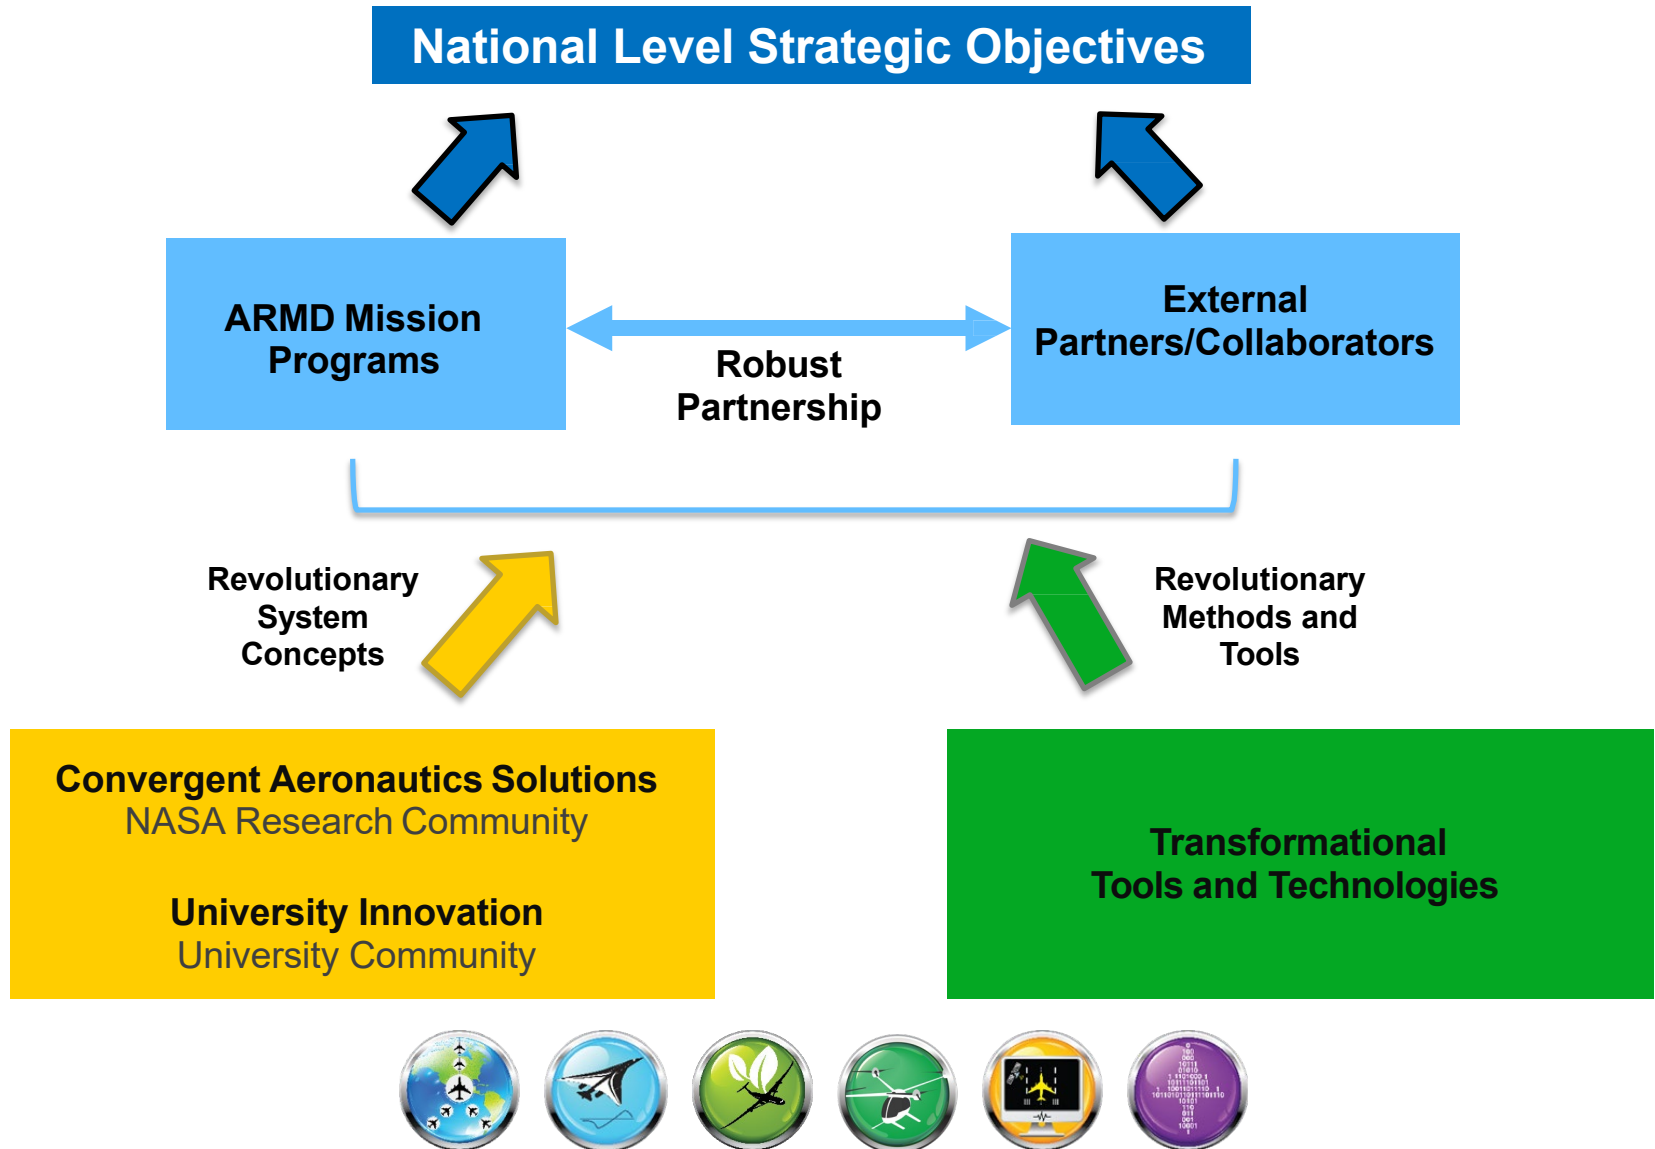 National Level Strategic Objectives
ARMD Mission
Programs
Robust
Partnership
External
Partners/Collaborators
Revolutionary
System
Concepts
Revolutionary
Methods and
Tools
Convergent Aeronautics Solutions
NASA Research Community
University Innovation
University Community
Transformational
Tools and Technologies